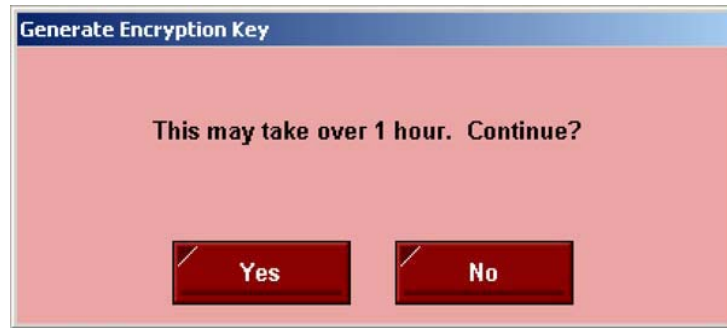 Generate Encryption Key
This may take over 1 hour.  Continue?
Yes
No